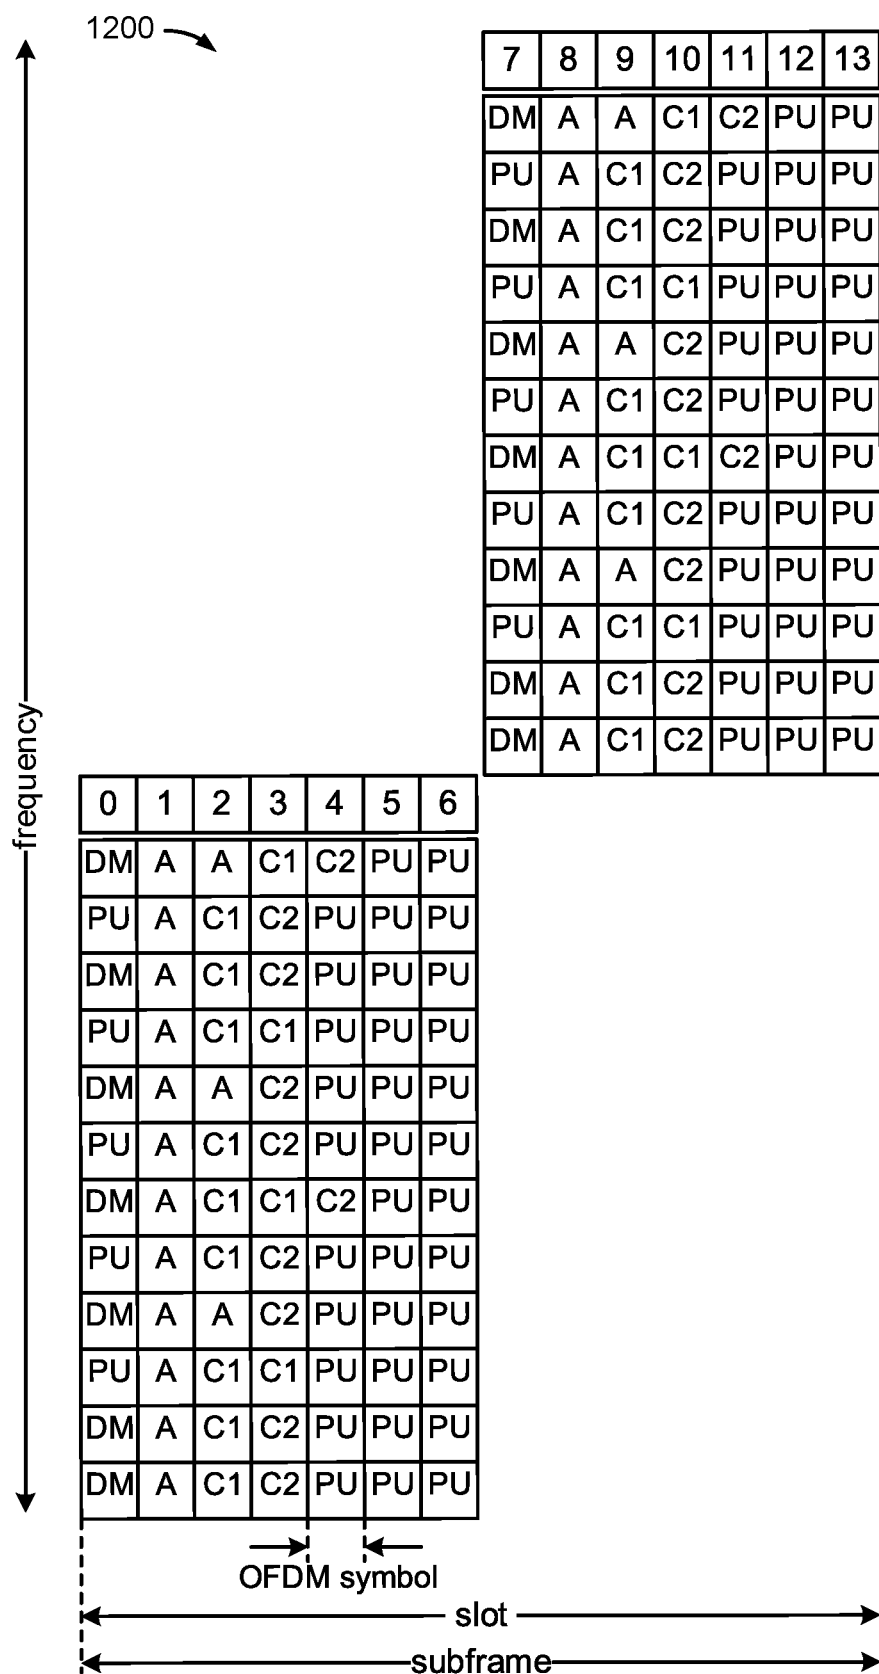 1200
7 8 9 10 11 12 13
DM A A C1 C2 PU PU
PU A C1 C2 PU PU PU
DM A C1 C2 PU PU PU
PU A C1 C1 PU PU PU
DM A A C2 PU PU PU
PU A C1 C2 PU PU PU
DM A C1 C1 C2 PU PU
PU A C1 C2 PU PU PU
DM A A C2 PU PU PU
PU A C1 C1 PU PU PU
DM A C1 C2 PU PU PU
DM A C1 C2 PU PU PU
frequency
0 1 2 3 4 5 6
DM A A C1 C2 PU PU
PU A C1 C2 PU PU PU
DM A C1 C2 PU PU PU
PU A C1 C1 PU PU PU
DM A A C2 PU PU PU
PU A C1 C2 PU PU PU
DM A C1 C1 C2 PU PU
PU A C1 C2 PU PU PU
DM A A C2 PU PU PU
PU A C1 C1 PU PU PU
DM A C1 C2 PU PU PU
DM A C1 C2 PU PU PU
OFDM symbol
slot
subframe